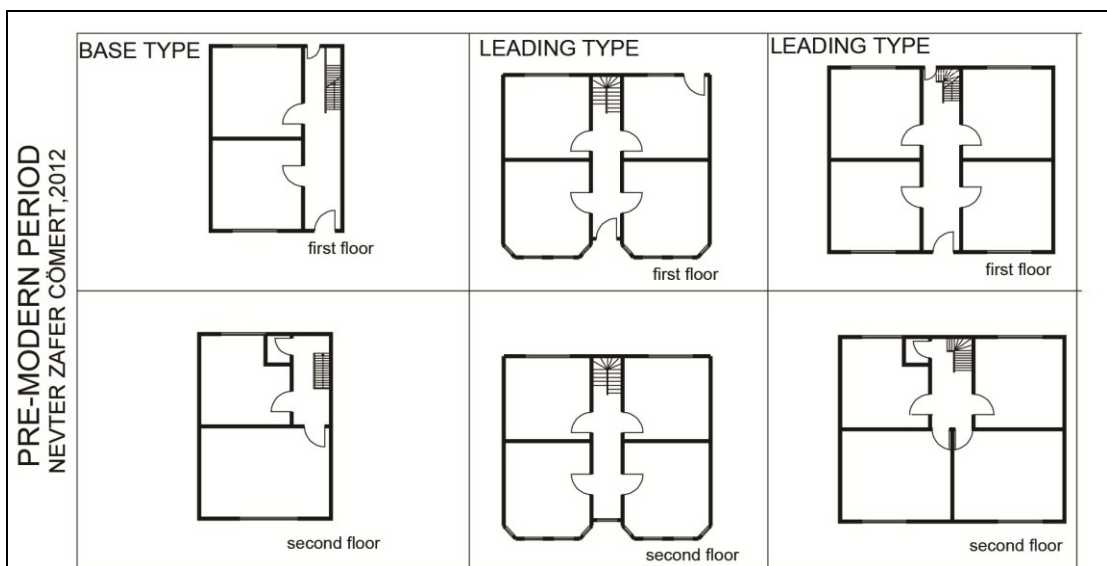 PRE-MODERN PERIOD
NEVTER ZAFER CÖMERT,2012
BASE TYPE
first floor
LEADING TYPE
first floor
LEADING TYPE
first floor
second floor
second floor
second floor